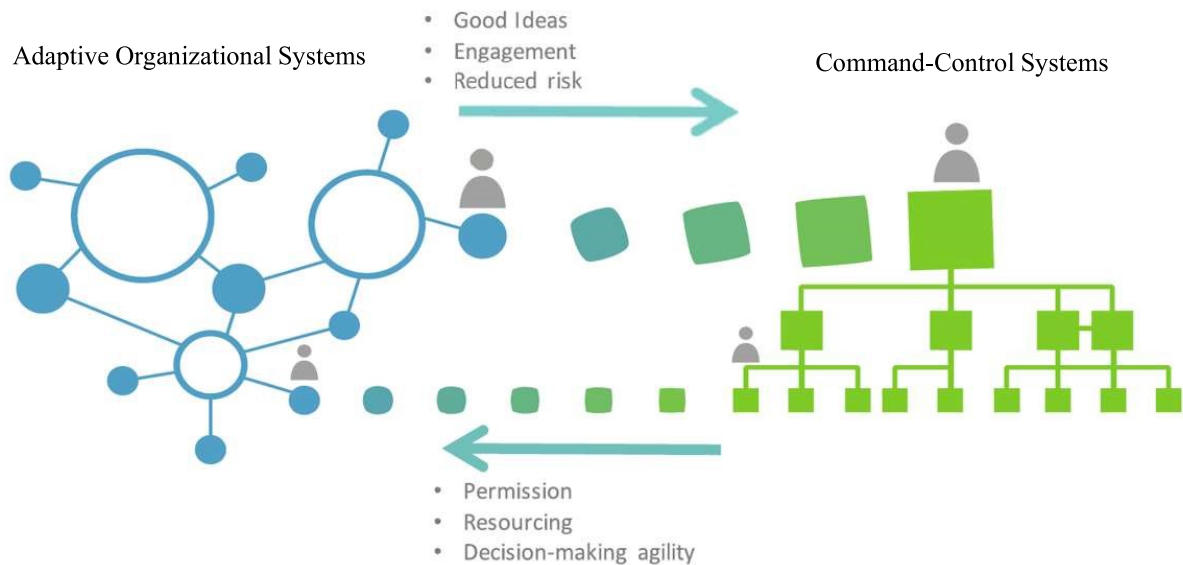 Adaptive Organizational Systems
• Good Ideas
• Engagement
• Reduced risk
Command-Control Systems
• Permission
• Resourcing
• Decision-making agility